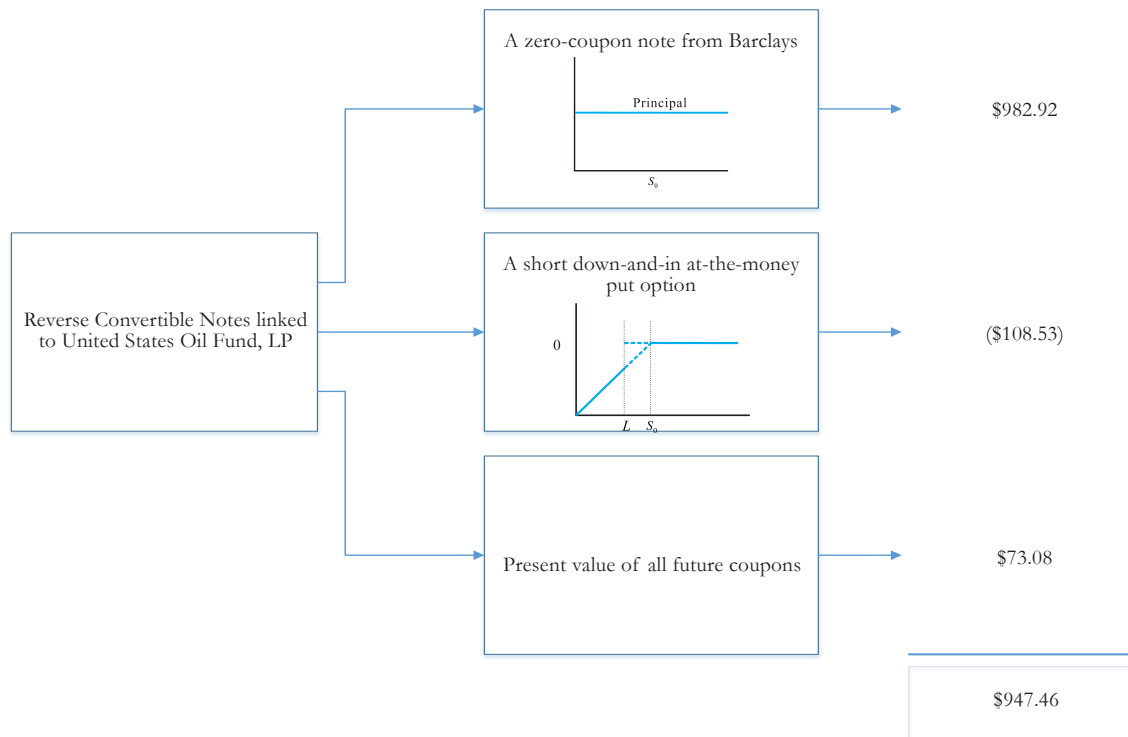 A zero-coupon note from Barclays
Principal
S₀
$982.92
Reverse Convertible Notes linked
to United States Oil Fund, LP
A short down-and-in at-the-money
put option
0
L S₀
($108.53)
Present value of all future coupons
$73.08
$947.46